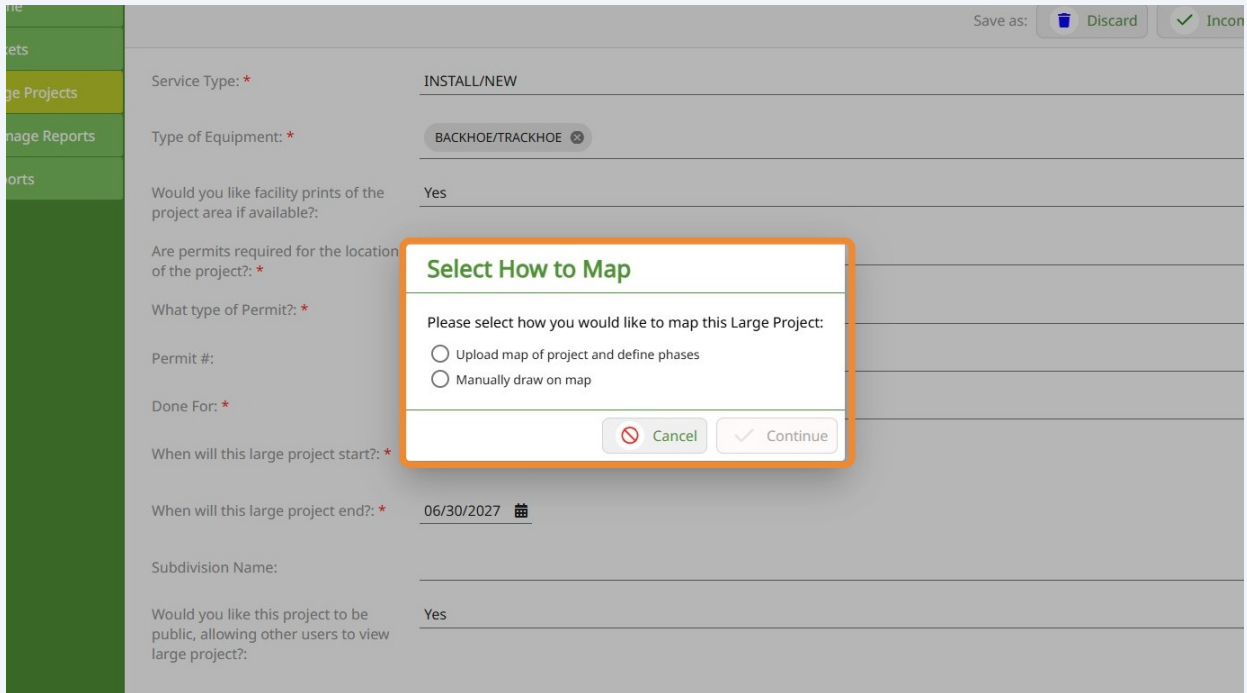 Save as:
Discard
Service Type: *
INSTALL/NEW
ge Projects
Type of Equipment: *
BACKHOE/TRACKHOE
mage Reports
Would you like facility prints of the
project area if available?:
Yes
Are permits required for the location
of the project?: *
What type of Permit?: *
Permit #:
Done For: *
When will this large project start?: *
When will this large project end?: *
06/30/2027
Subdivision Name:
Would you like this project to be
public, allowing other users to view
large project?:
Yes
Select How to Map
Please select how you would like to map this Large Project:
Upload map of project and define phases
Manually draw on map
Cancel
Continue